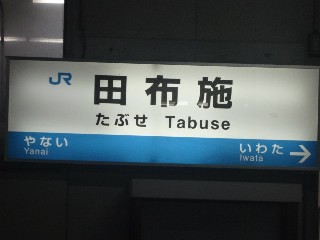 JR 田布施
たぶせ Tabuse
やない いわた →
Yanai Iwata